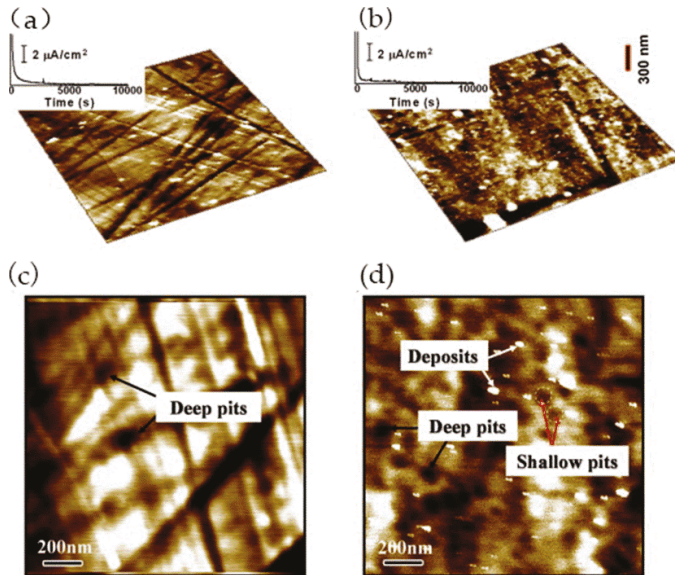 (a)
2 μA/cm²
0
5000
10000
Time (s)
(b)
2 μA/cm²
0
5000
10000
Time (s)
300 nm
(c)
Deep pits
200nm
(d)
Deposits
Deep pits
Shallow pits
200nm